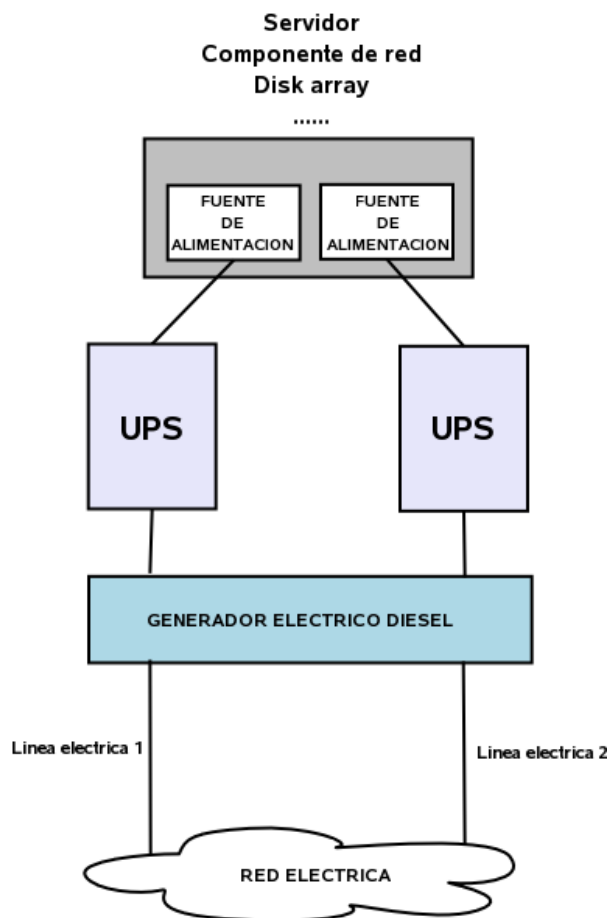 Servidor
Componente de red
Disk array
......
FUENTE
DE
ALIMENTACION
FUENTE
DE
ALIMENTACION
UPS
UPS
GENERADOR ELECTRICO DIESEL
Linea electrica 1
Linea electrica 2
RED ELECTRICA